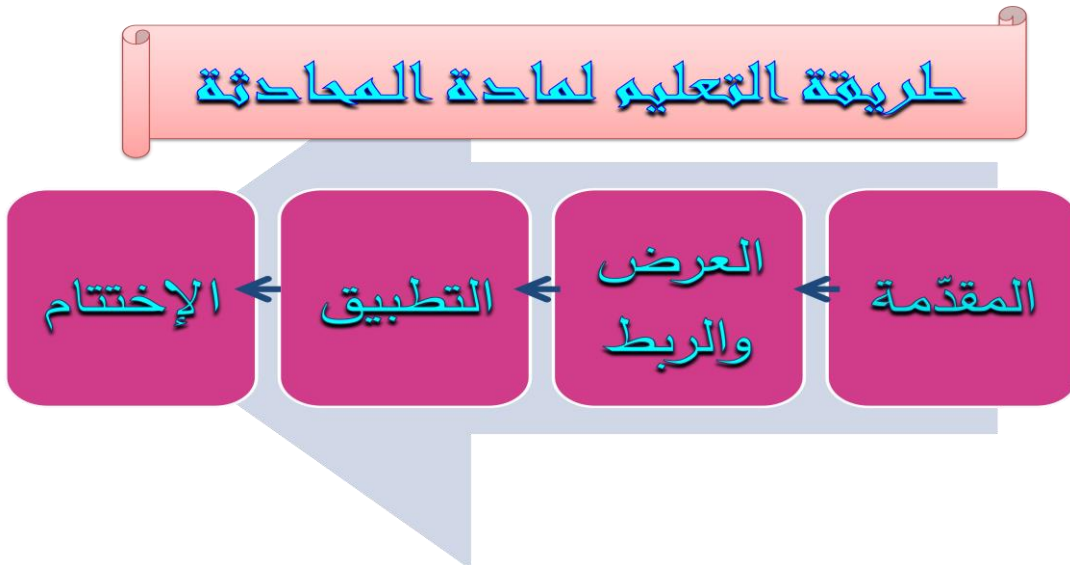 طريقة التعليم لمادة المحادثة
المقدّمة
العرض
والربط
التطبيق
الإختتام